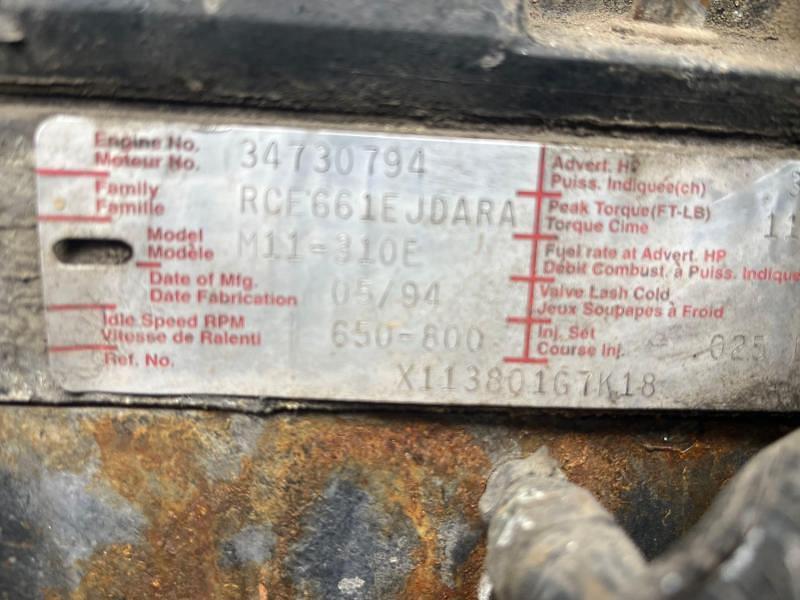 Engine No. 34730794
Moteur No.
Family RCE661EJDARA
Famille
Model M11-310E
Modèle
Date of Mfg. 05/94
Date Fabrication
Idle Speed RPM 650-800
Vitesse de Ralenti
Ref. No. X113801G7K18
Advert. HP
Puiss. Indiquée(ch)
Peak Torque(FT-LB) 11
Torque Cime
Fuel rate at Advert. HP
Débit Combust. à Puiss. Indiquée
Valve Lash Cold
Jeux Soupapes à Froid
Inj. Set
Course Inj. .025